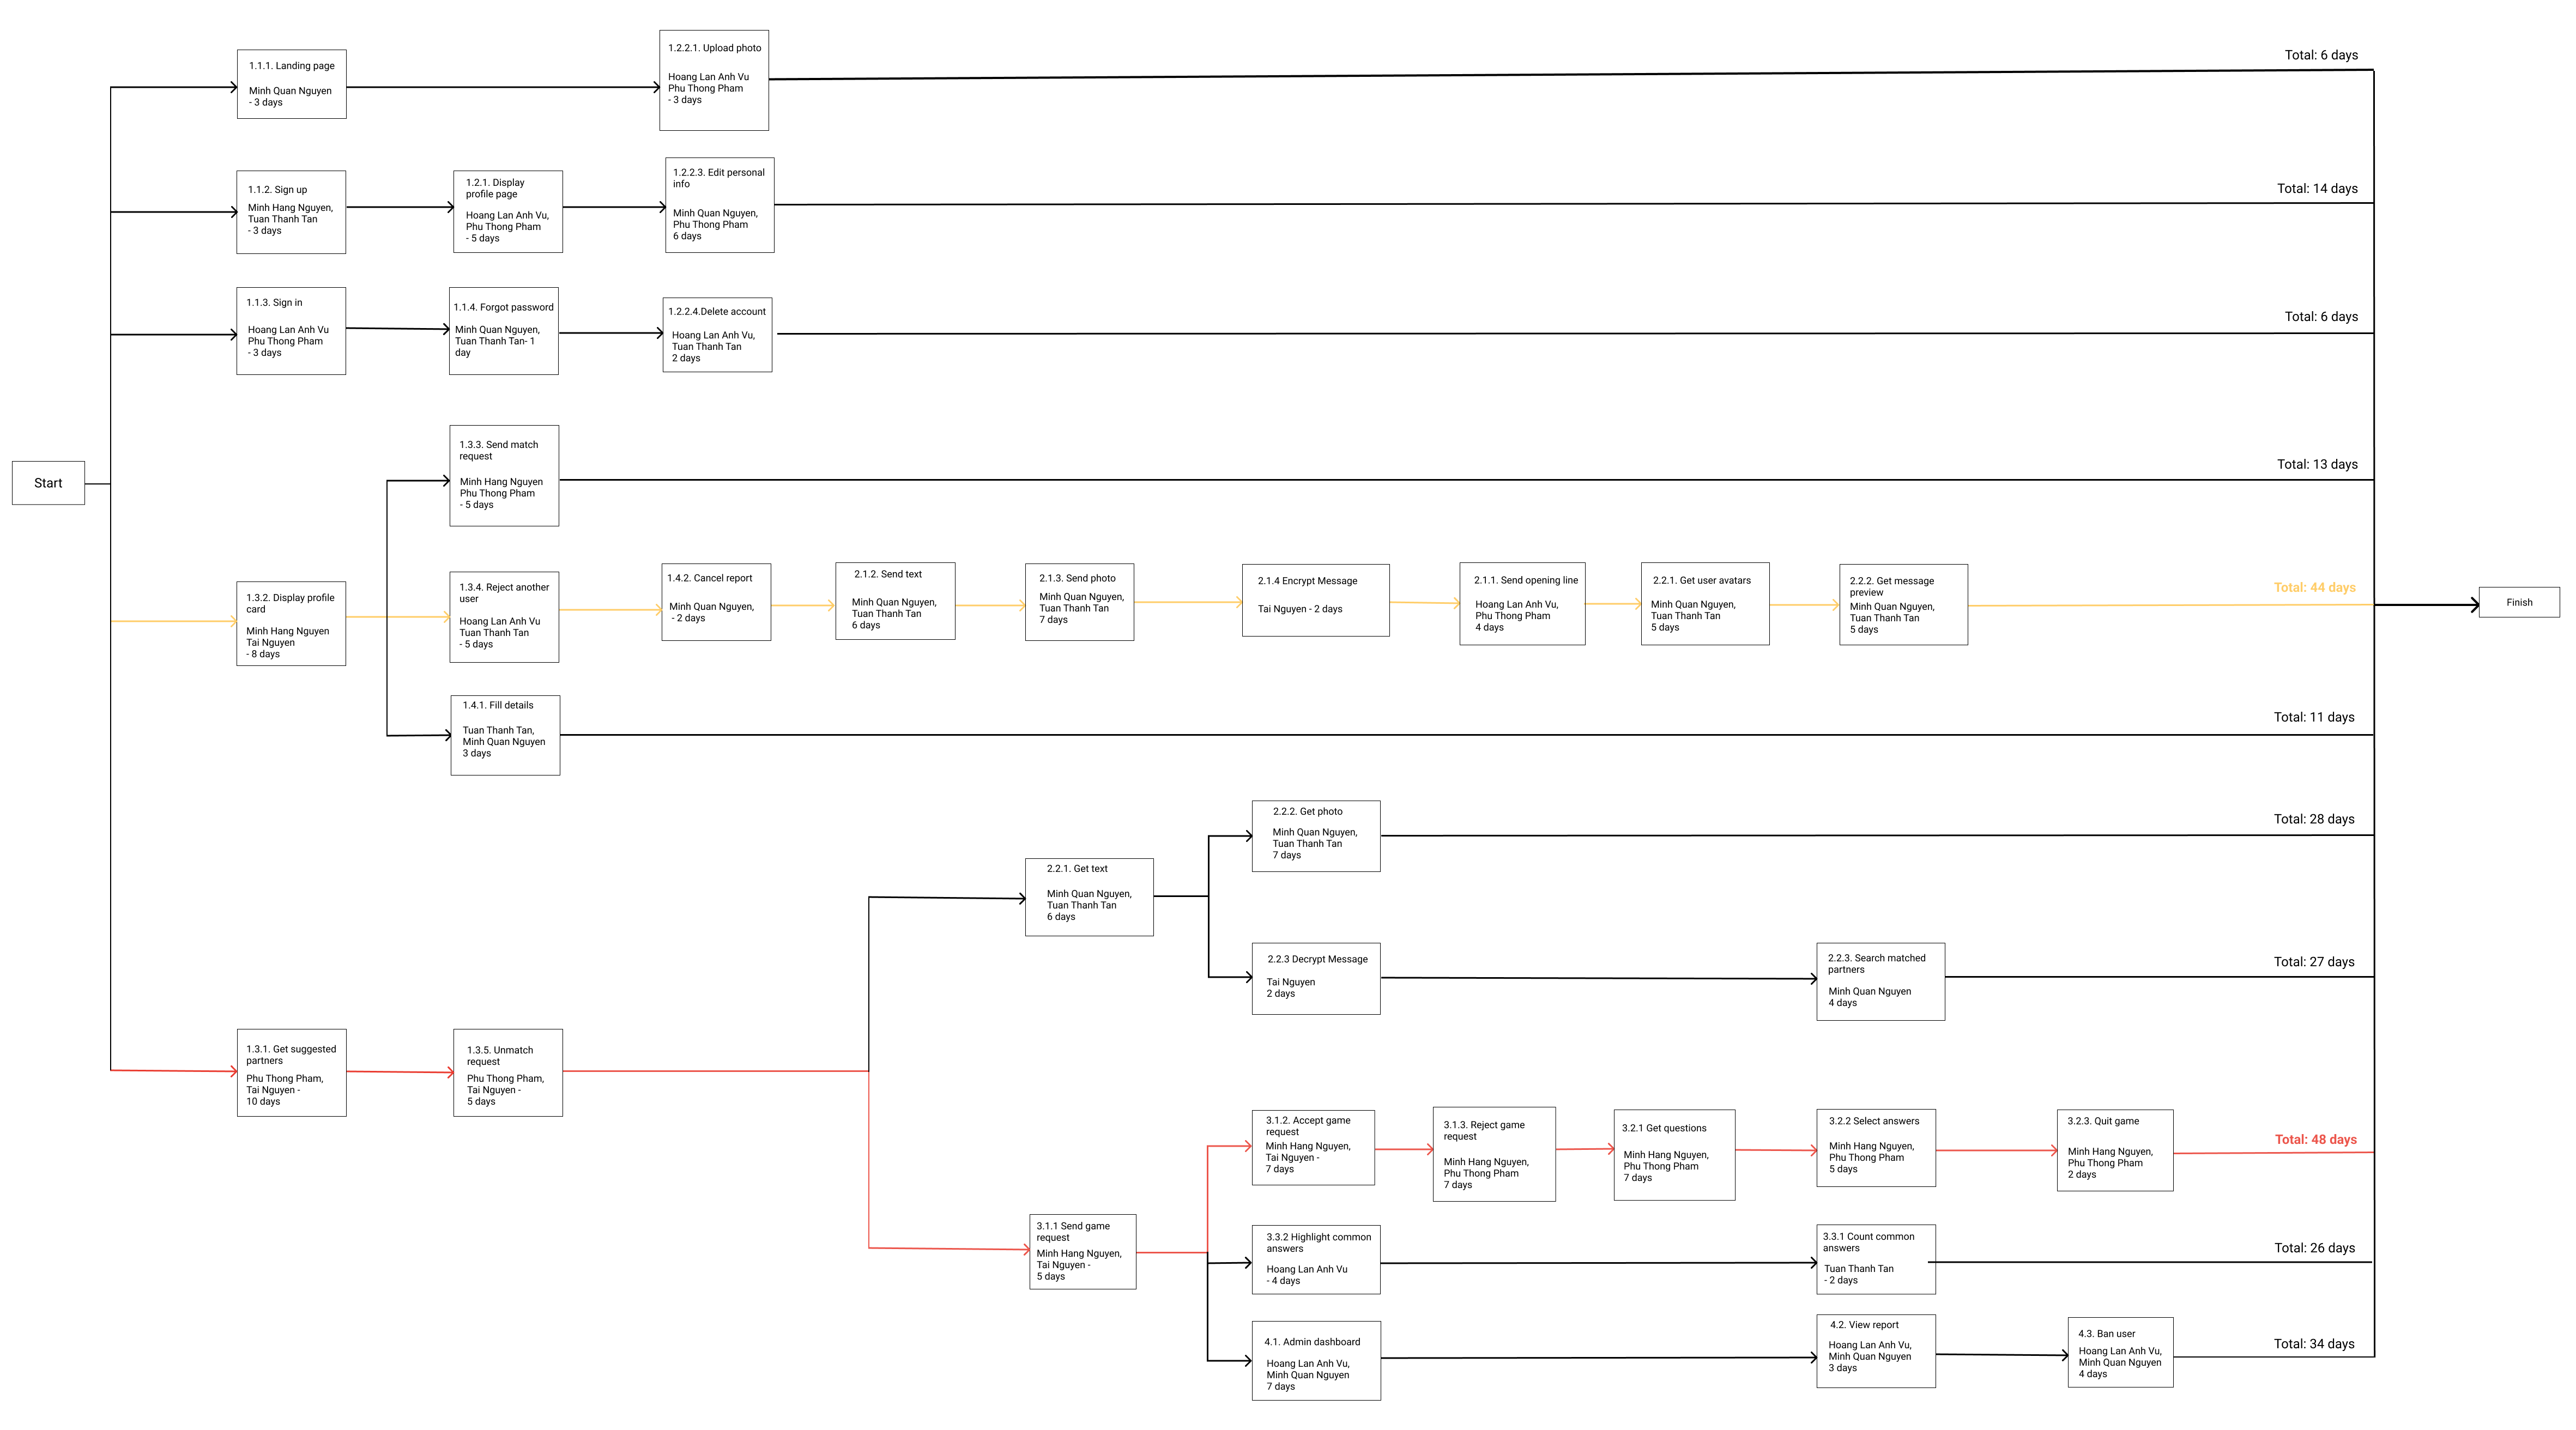 1.1.1. Landing page
Minh Quan Nguyen
- 3 days
1.2.2.1. Upload photo
Hoang Lan Anh Vu
Phu Thong Pham
- 3 days
Total: 6 days
1.1.2. Sign up
Minh Hang Nguyen,
Tuan Thanh Tan
- 3 days
1.2.1. Display
profile page
Hoang Lan Anh Vu,
Phu Thong Pham
- 5 days
1.2.2.3. Edit personal
info
Minh Quan Nguyen,
Phu Thong Pham
6 days
Total: 14 days
1.1.3. Sign in
Hoang Lan Anh Vu
Phu Thong Pham
- 3 days
1.1.4. Forgot password
Minh Quan Nguyen,
Tuan Thanh Tan- 1
day
1.2.2.4.Delete account
Hoang Lan Anh Vu,
Tuan Thanh Tan
2 days
Total: 6 days
Start
1.3.3. Send match
request
Minh Hang Nguyen
Phu Thong Pham
- 5 days
Total: 13 days
1.3.2. Display profile
card
Minh Hang Nguyen
Tai Nguyen
- 8 days
1.3.4. Reject another
user
Hoang Lan Anh Vu
Tuan Thanh Tan
- 5 days
1.4.2. Cancel report
Minh Quan Nguyen,
- 2 days
2.1.2. Send text
Minh Quan Nguyen,
Tuan Thanh Tan
6 days
2.1.3. Send photo
Minh Quan Nguyen,
Tuan Thanh Tan
7 days
2.1.4 Encrypt Message
Tai Nguyen - 2 days
2.1.1. Send opening line
Hoang Lan Anh Vu,
Phu Thong Pham
4 days
2.2.1. Get user avatars
Minh Quan Nguyen,
Tuan Thanh Tan
5 days
2.2.2. Get message
preview
Minh Quan Nguyen,
Tuan Thanh Tan
5 days
Total: 44 days
Finish
1.4.1. Fill details
Tuan Thanh Tan,
Minh Quan Nguyen
3 days
Total: 11 days
2.2.1. Get text
Minh Quan Nguyen,
Tuan Thanh Tan
6 days
2.2.2. Get photo
Minh Quan Nguyen,
Tuan Thanh Tan
7 days
Total: 28 days
2.2.3 Decrypt Message
Tai Nguyen
2 days
2.2.3. Search matched
partners
Minh Quan Nguyen
4 days
Total: 27 days
1.3.1. Get suggested
partners
Phu Thong Pham,
Tai Nguyen -
10 days
1.3.5. Unmatch
request
Phu Thong Pham,
Tai Nguyen -
5 days
3.1.1 Send game
request
Minh Hang Nguyen,
Tai Nguyen -
5 days
3.1.2. Accept game
request
Minh Hang Nguyen,
Tai Nguyen -
7 days
3.1.3. Reject game
request
Minh Hang Nguyen,
Phu Thong Pham
7 days
3.2.1 Get questions
Minh Hang Nguyen,
Phu Thong Pham
7 days
3.2.2 Select answers
Minh Hang Nguyen,
Phu Thong Pham
5 days
3.2.3. Quit game
Minh Hang Nguyen,
Phu Thong Pham
2 days
Total: 48 days
3.3.2 Highlight common
answers
Hoang Lan Anh Vu
- 4 days
3.3.1 Count common
answers
Tuan Thanh Tan
- 2 days
Total: 26 days
4.1. Admin dashboard
Hoang Lan Anh Vu,
Minh Quan Nguyen
7 days
4.2. View report
Hoang Lan Anh Vu,
Minh Quan Nguyen
3 days
4.3. Ban user
Hoang Lan Anh Vu,
Minh Quan Nguyen
4 days
Total: 34 days